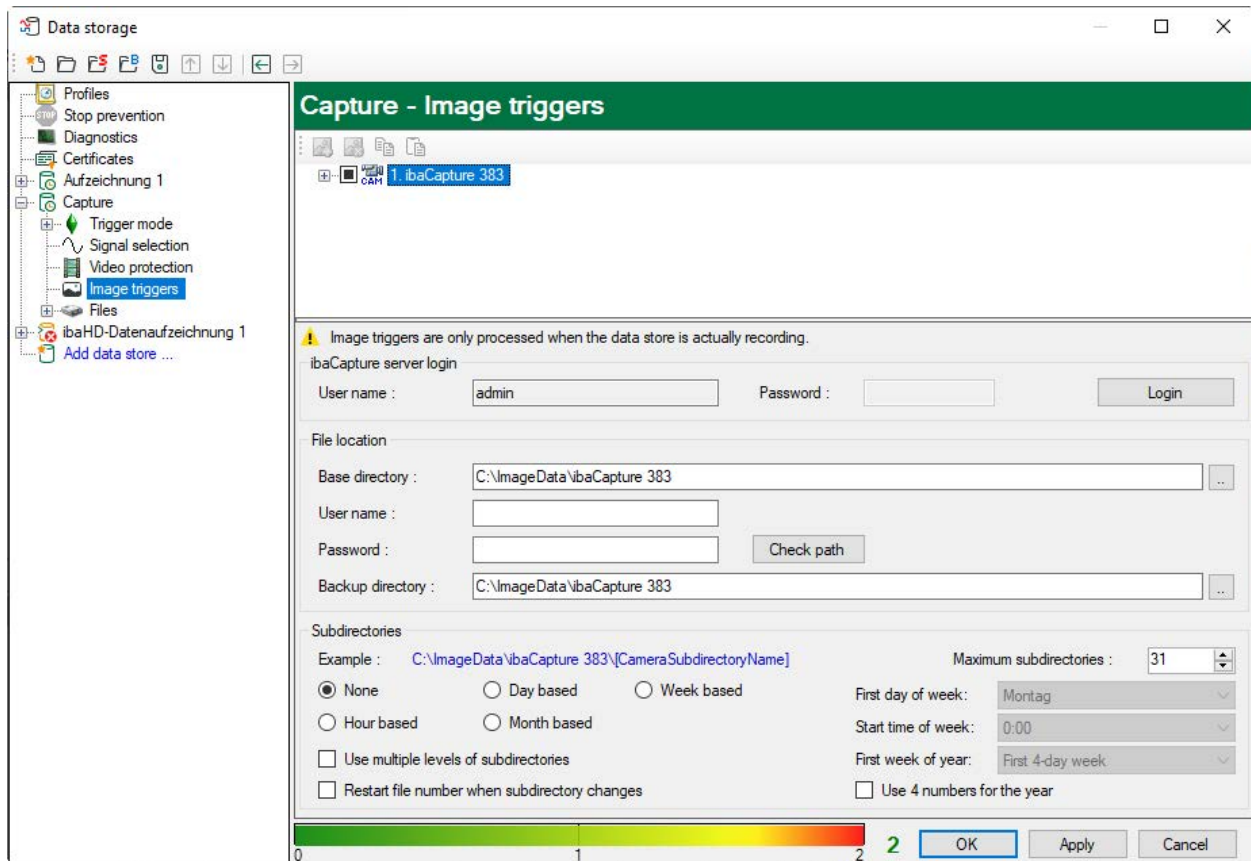 Data storage
Profiles
STOP Stop prevention
Diagnostics
Certificates
Aufzeichnung 1
Capture
Trigger mode
Signal selection
Video protection
Image triggers
Files
ibaHD-Datenaufzeichnung 1
Add data store ...
Capture - Image triggers
CAM 1. ibaCapture 383
Image triggers are only processed when the data store is actually recording.
ibaCapture server login
User name : admin Password : Login
File location
Base directory : C:\ImageData\ibaCapture 383 ..
User name :
Password : Check path
Backup directory : C:\ImageData\ibaCapture 383 ..
Subdirectories
Example : C:\ImageData\ibaCapture 383\[CameraSubdirectoryName] Maximum subdirectories : 31
None Day based Week based First day of week: Montag
Hour based Month based Start time of week: 0:00
Use multiple levels of subdirectories First week of year: First 4-day week
Restart file number when subdirectory changes Use 4 numbers for the year
0 1 2 2 OK Apply Cancel